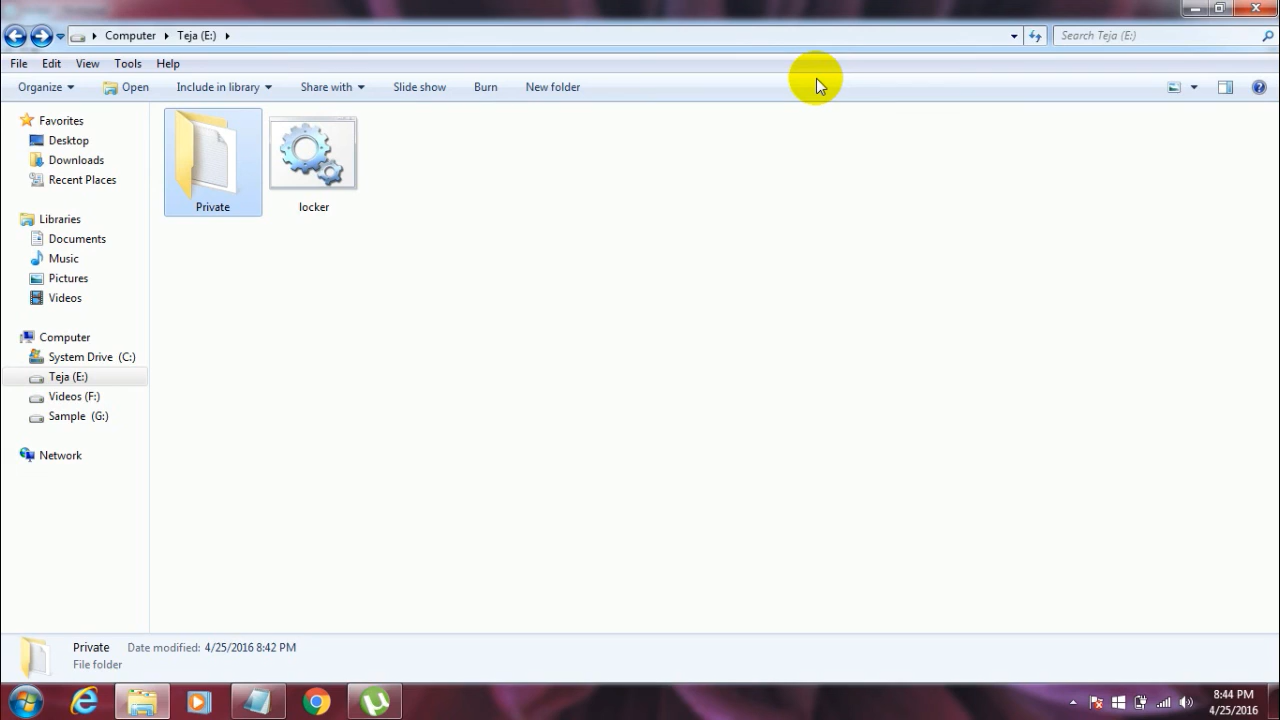 Computer Teja (E:) Search Teja (E:)
File Edit View Tools Help
Organize Open Include in library Share with Slide show Burn New folder
Favorites
Desktop
Downloads
Recent Places
Libraries
Documents
Music
Pictures
Videos
Computer
System Drive (C:)
Teja (E:)
Videos (F:)
Sample (G:)
Network
Private
locker
Private Date modified: 4/25/2016 8:42 PM
File folder
8:44 PM
4/25/2016